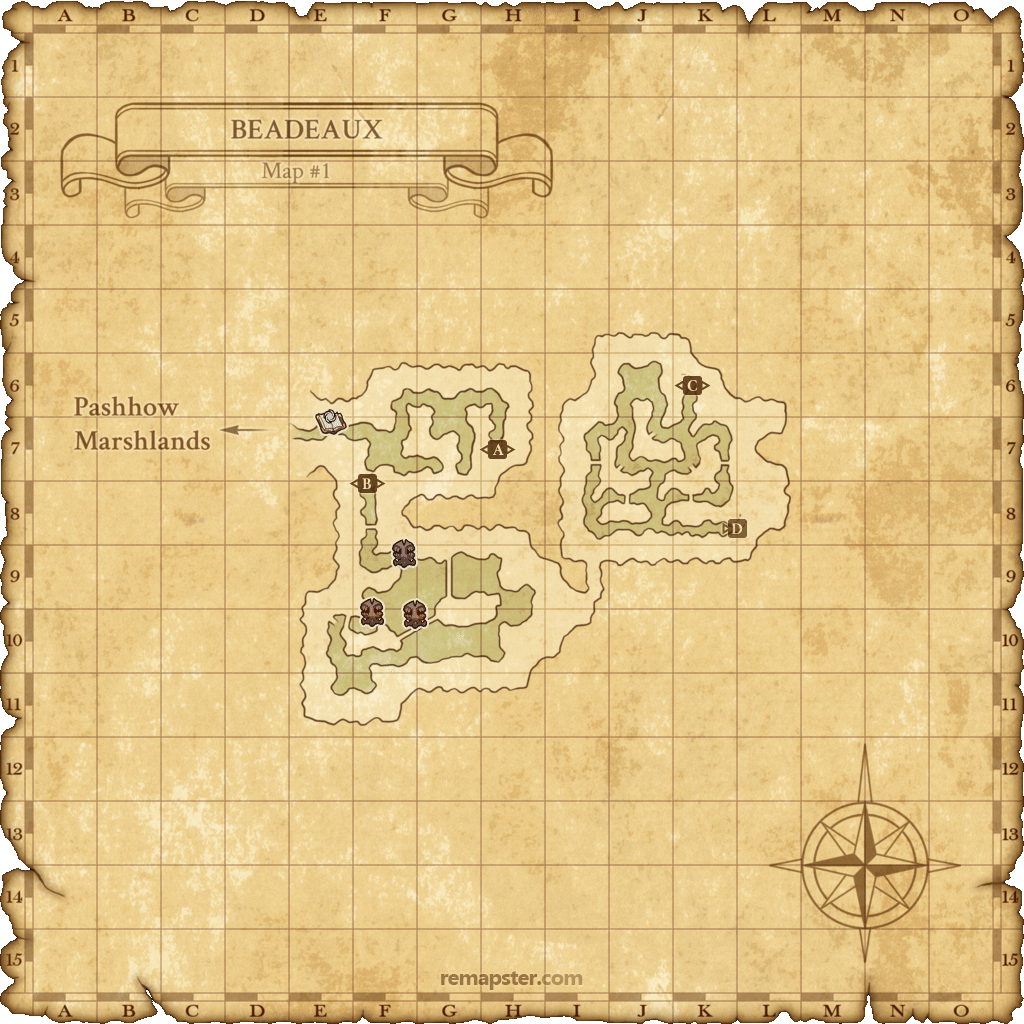 A B C D E F G H I J K L M N O
1 1
2 2
BEADEAUX
Map #1
3 3
4 4
5 5
6 6
C
Pashhow
Marshlands
7 7
A
B
8 8
D
9 9
10 10
11 11
12 12
13 13
14 14
15 15
remapster.com
A B C D E F G H I J K L M N O